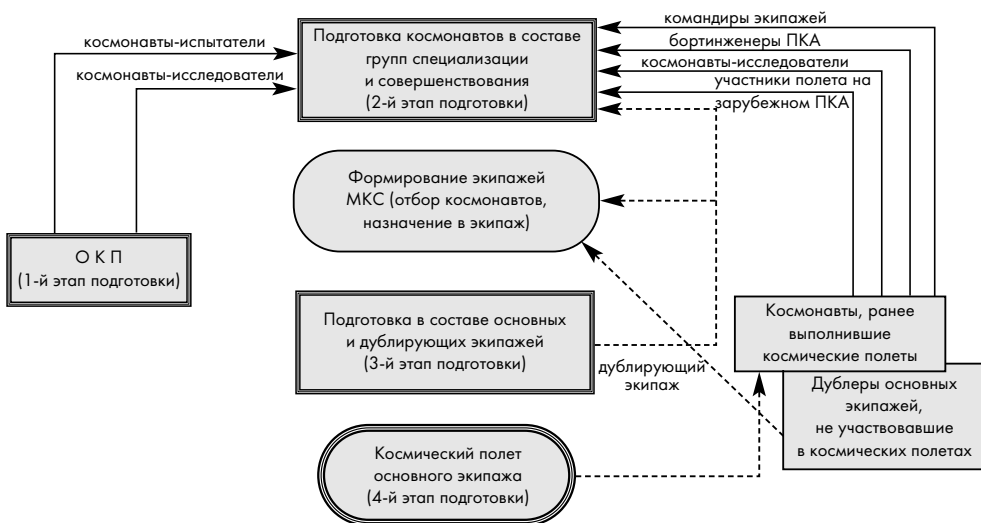 космонавты-испытатели
космонавты-исследователи
Подготовка космонавтов в составе
групп специализации
и совершенствования
(2-й этап подготовки)
командиры экипажей
бортинженеры ПКА
космонавты-исследователи
участники полета на
зарубежном ПКА
Формирование экипажей
МКС (отбор космонавтов,
назначение в экипаж)
О К П
(1-й этап подготовки)
Подготовка в составе основных
и дублирующих экипажей
(3-й этап подготовки)
дублирующий
экипаж
Космонавты, ранее
выполнившие
космические полеты
Дублеры основных
экипажей,
не участвовавшие
в космических полетах
Космический полет
основного экипажа
(4-й этап подготовки)